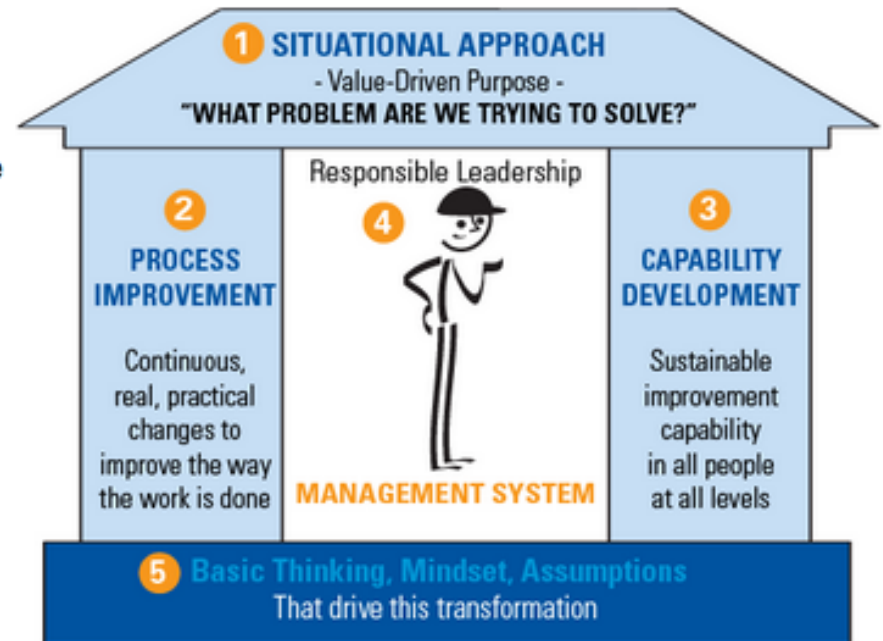 1 SITUATIONAL APPROACH
- Value-Driven Purpose -
"WHAT PROBLEM ARE WE TRYING TO SOLVE?"
e
2
PROCESS
IMPROVEMENT
Continuous,
real, practical
changes to
improve the way
the work is done
Responsible Leadership
4
MANAGEMENT SYSTEM
3
CAPABILITY
DEVELOPMENT
Sustainable
improvement
capability
in all people
at all levels
5 Basic Thinking, Mindset, Assumptions
That drive this transformation